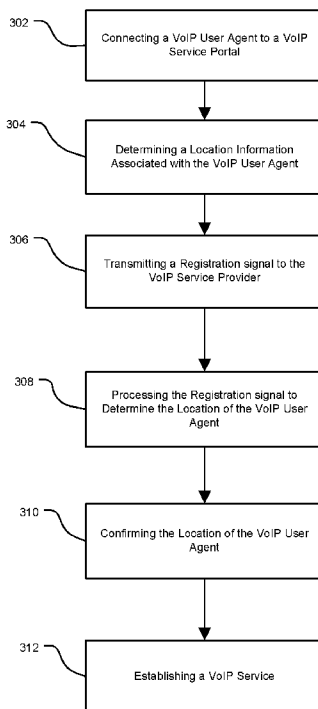 302
Connecting a VoIP User Agent to a VoIP
Service Portal
304
Determining a Location Information
Associated with the VoIP User Agent
306
Transmitting a Registration signal to the
VoIP Service Provider
308
Processing the Registration signal to
Determine the Location of the VoIP User
Agent
310
Confirming the Location of the VoIP User
Agent
312
Establishing a VoIP Service